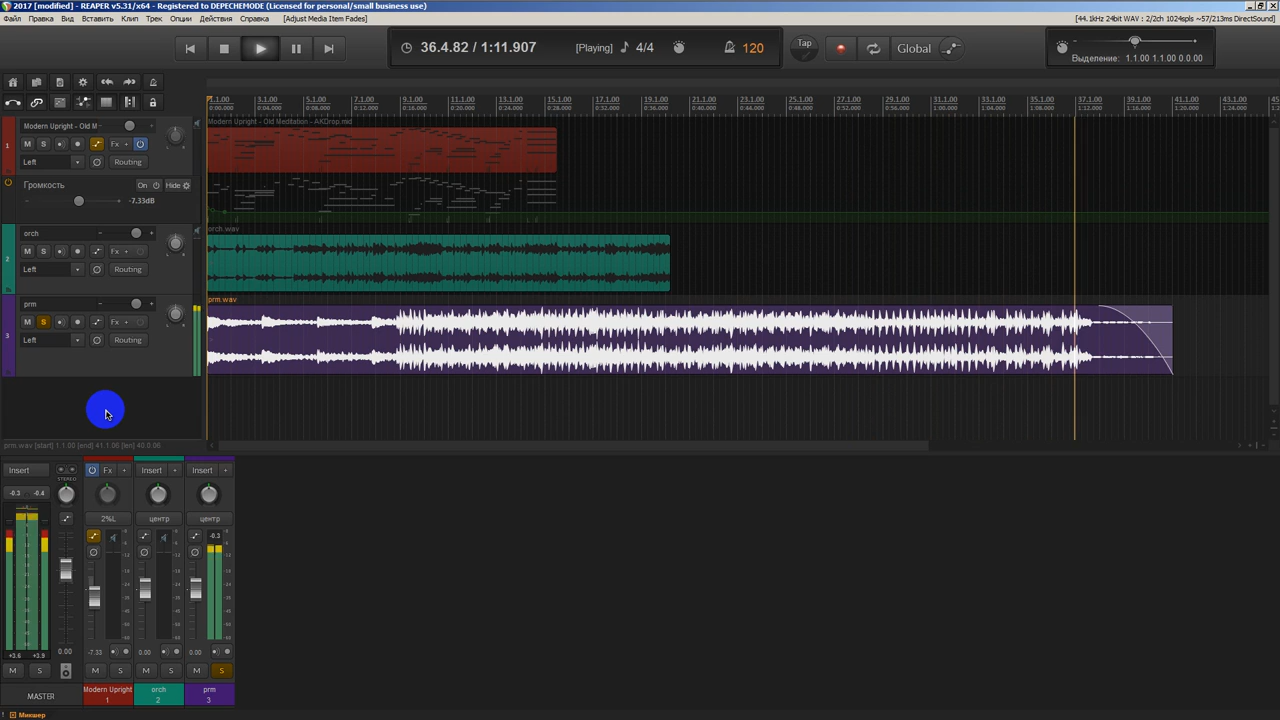 2017 [modified] - REAPER v5.31/x64 - Registered to DEPECHEMODE (Licensed for personal/small business use)
Файл Правка Вид Вставить Клип Трек Опции Действия Справка [Adjust Media Item Fades] [44.1kHz 24bit WAV : 2/2ch 1024spls ~57/213ms DirectSound]
36.4.82 / 1:11.907 [Playing] 4/4 120 Tap Global
Выделение: 1.1.00 1.1.00 0.0.00
1.1.00 3.1.00 5.1.00 7.1.00 9.1.00 11.1.00 13.1.00 15.1.00 17.1.00 19.1.00 21.1.00 23.1.00 25.1.00 27.1.00 29.1.00 31.1.00 33.1.00 35.1.00 37.1.00 39.1.00 41.1.00 43.1.00
0:00.000 0:04.000 0:08.000 0:12.000 0:16.000 0:20.000 0:24.000 0:28.000 0:32.000 0:36.000 0:40.000 0:44.000 0:48.000 0:52.000 0:56.000 1:00.000 1:04.000 1:08.000 1:12.000 1:16.000 1:20.000 1:24.000
Modern Upright - Old Meditation - AKDrop.mid
Modern Upright - Old M
1 M S Fx
Left Routing
Громкость On Hide
-7.33dB
orch.wav
orch
2 M S Fx
Left Routing
prm.wav
prm
3 M S Fx
Left Routing
prm.wav [start] 1.1.00 [end] 41.1.06 [len] 40.0.06
Insert Fx Insert Insert
STEREO
-0.3 -0.4
2%L центр центр
-0.3
+3.6 +3.9 0.00 -7.33 0.00 0.00
M S M S M S M S
MASTER Modern Upright orch prm
1 2 3
! Микшер